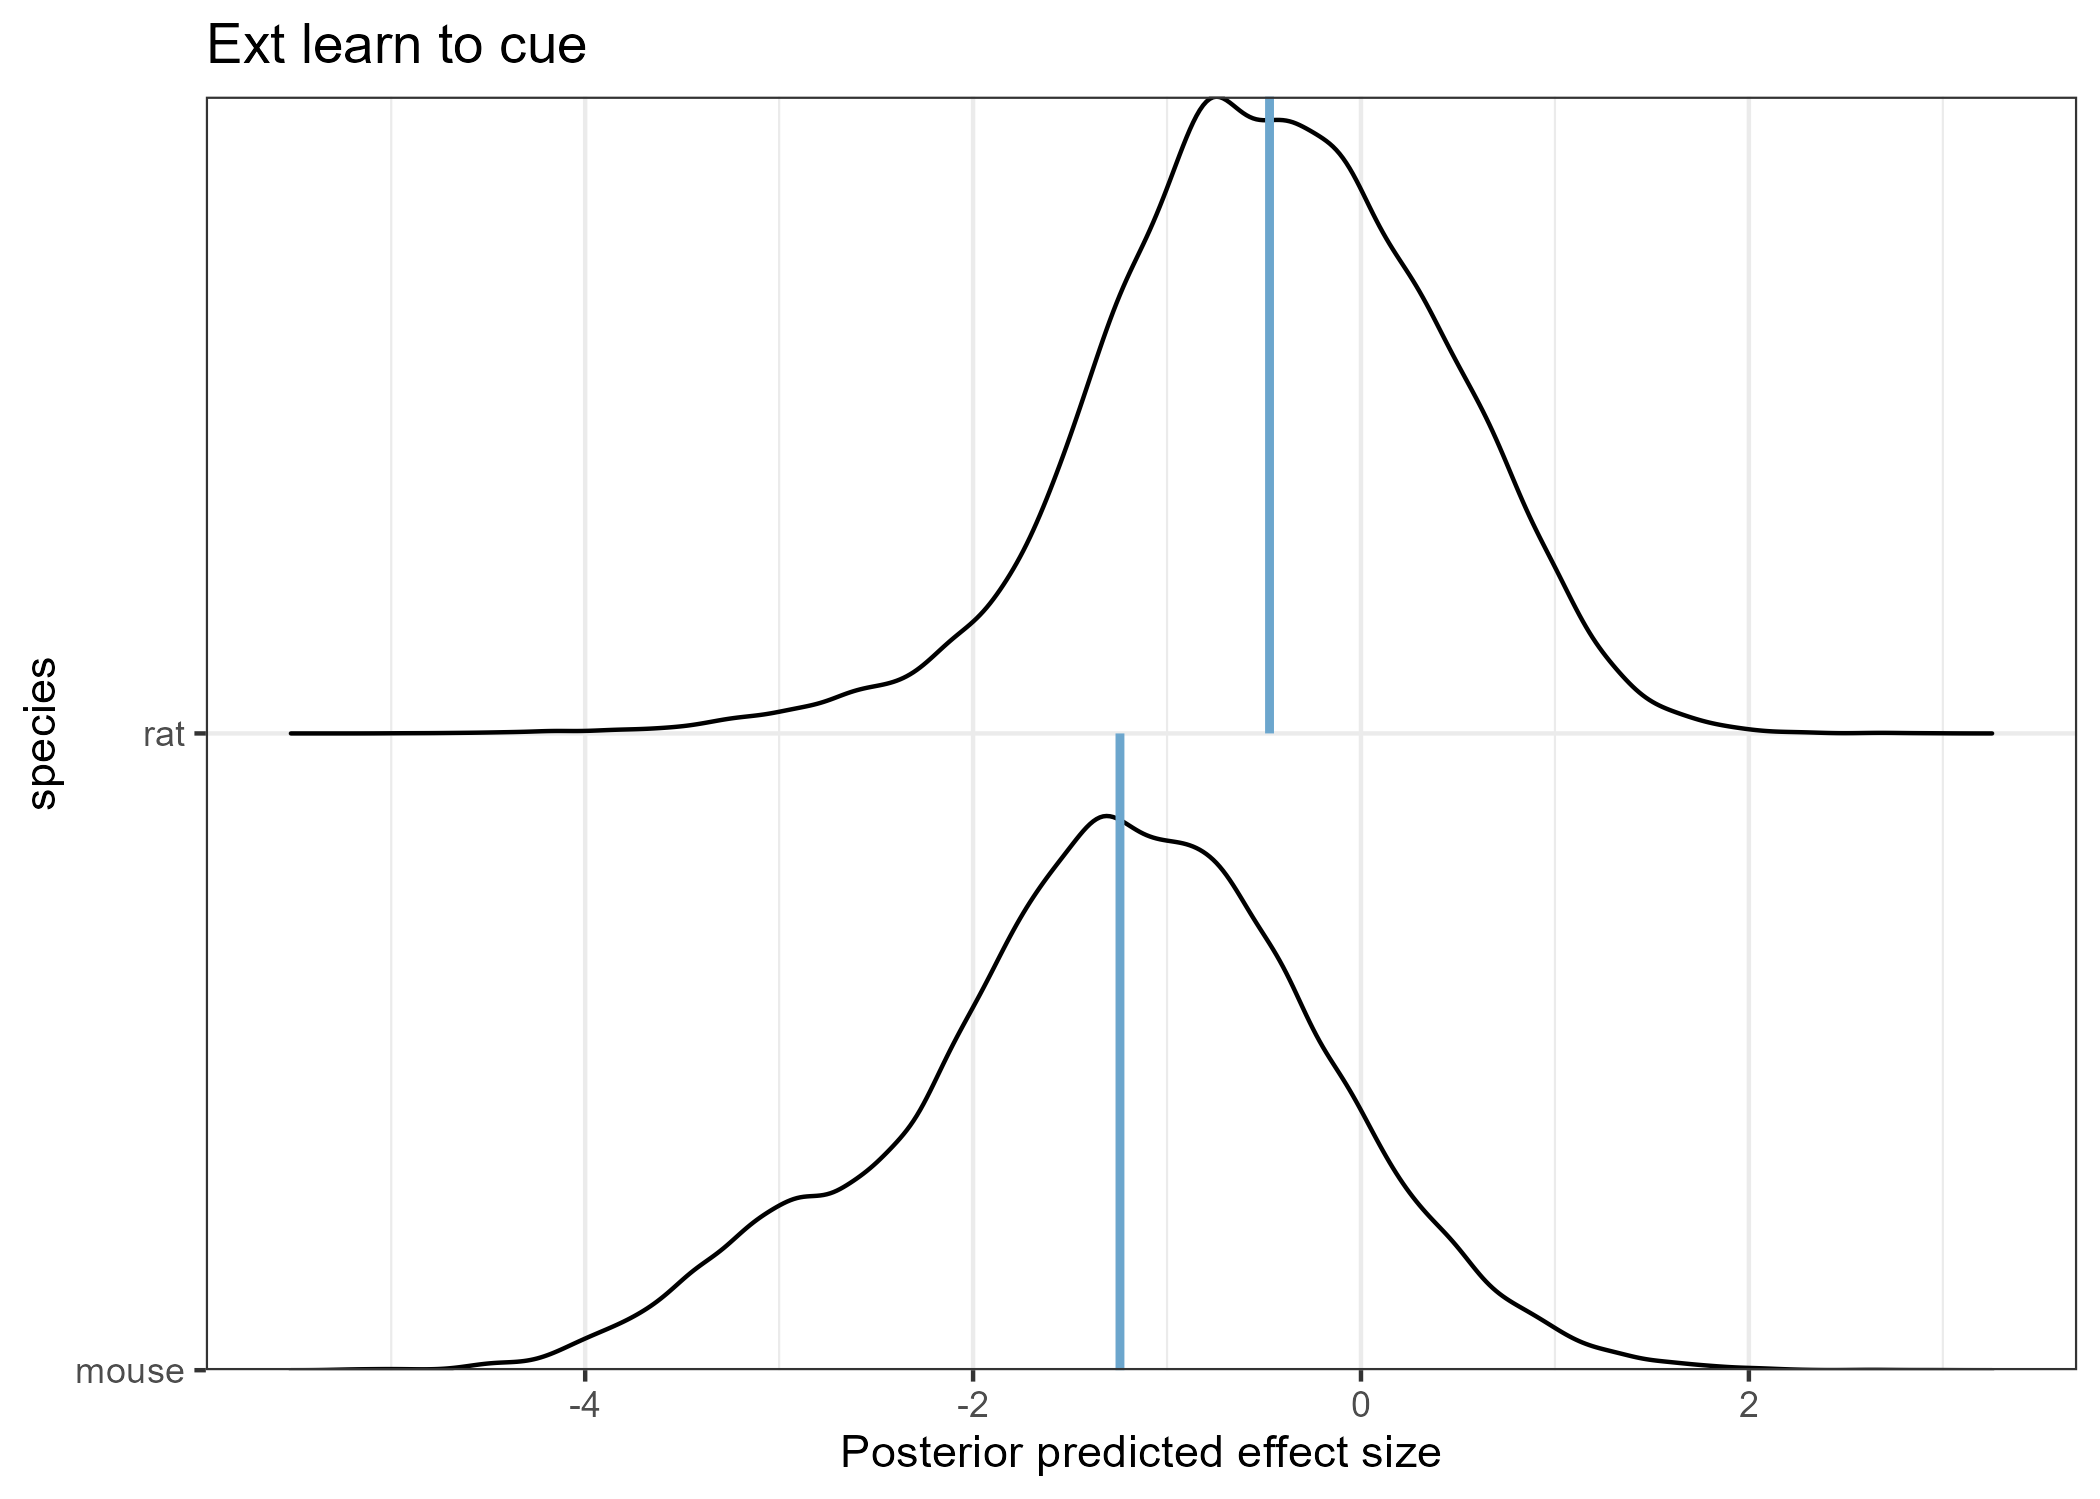 Ext learn to cue
species
rat
mouse
-4 -2 0 2
Posterior predicted effect size